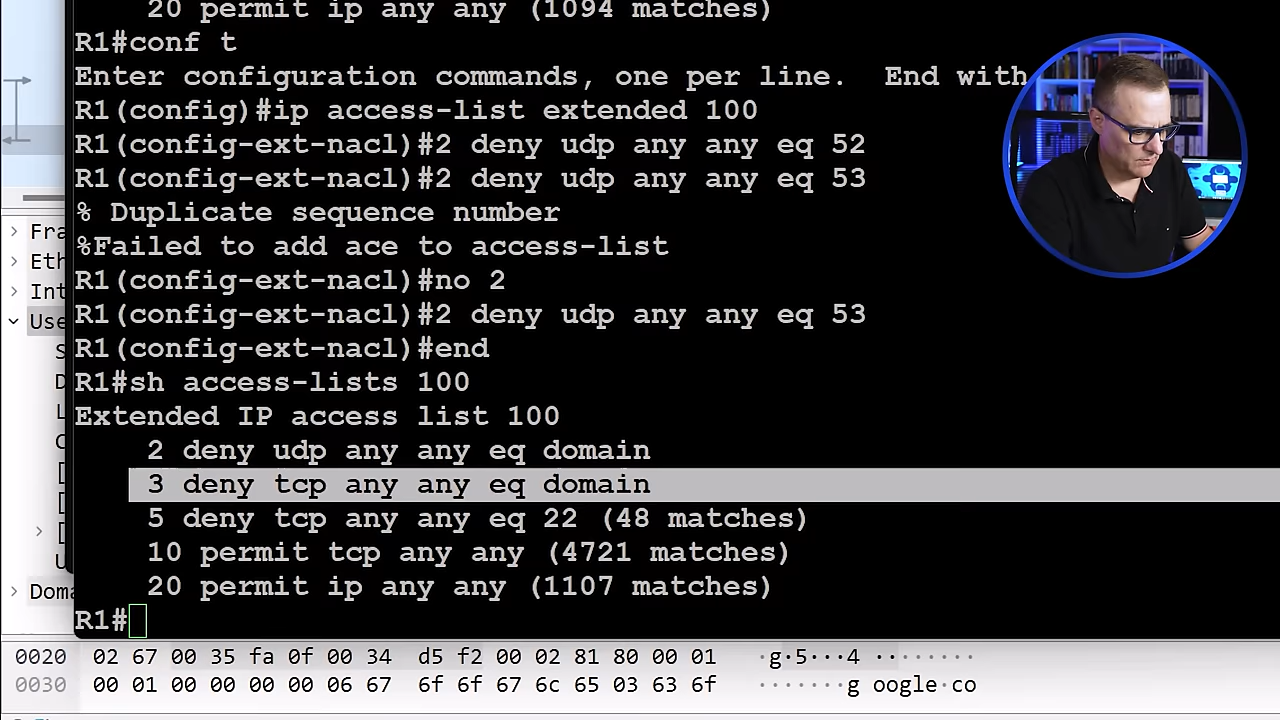 20 permit ip any any (1094 matches)
R1#conf t
Enter configuration commands, one per line.  End with
R1(config)#ip access-list extended 100
R1(config-ext-nacl)#2 deny udp any any eq 52
R1(config-ext-nacl)#2 deny udp any any eq 53
% Duplicate sequence number
%Failed to add ace to access-list
R1(config-ext-nacl)#no 2
R1(config-ext-nacl)#2 deny udp any any eq 53
R1(config-ext-nacl)#end
R1#sh access-lists 100
Extended IP access list 100
2 deny udp any any eq domain
3 deny tcp any any eq domain
5 deny tcp any any eq 22 (48 matches)
10 permit tcp any any (4721 matches)
20 permit ip any any (1107 matches)
R1#
Fra
Eth
Int
Use
Doma
0020 02 67 00 35 fa 0f 00 34 d5 f2 00 02 81 80 00 01 ·g·5···4 ········
0030 00 01 00 00 00 00 06 67 6f 6f 67 6c 65 03 63 6f ·······g oogle·co